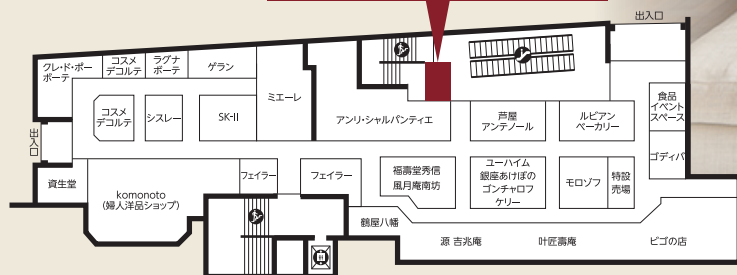 出入口
クレ・ド・ポー
ボーテ
コスメ
デコルテ
ラグナ
ボーテ
ゲラン
ミエーレ
コスメ
デコルテ
シスレー
SK-II
アンリ・シャルパンティエ
芦屋
アンテノール
ルビアン
ベーカリー
食品
イベント
スペース
ゴディバ
出入口
資生堂
komonoto
(婦人洋品ショップ)
フェイラー
フェイラー
福壽堂秀信
風月庵南坊
ユーハイム
銀座あけぼの
ゴンチャロフ
ケリー
モロゾフ
特設
売場
鶴屋八幡
源 吉兆庵
叶匠壽庵
ビゴの店